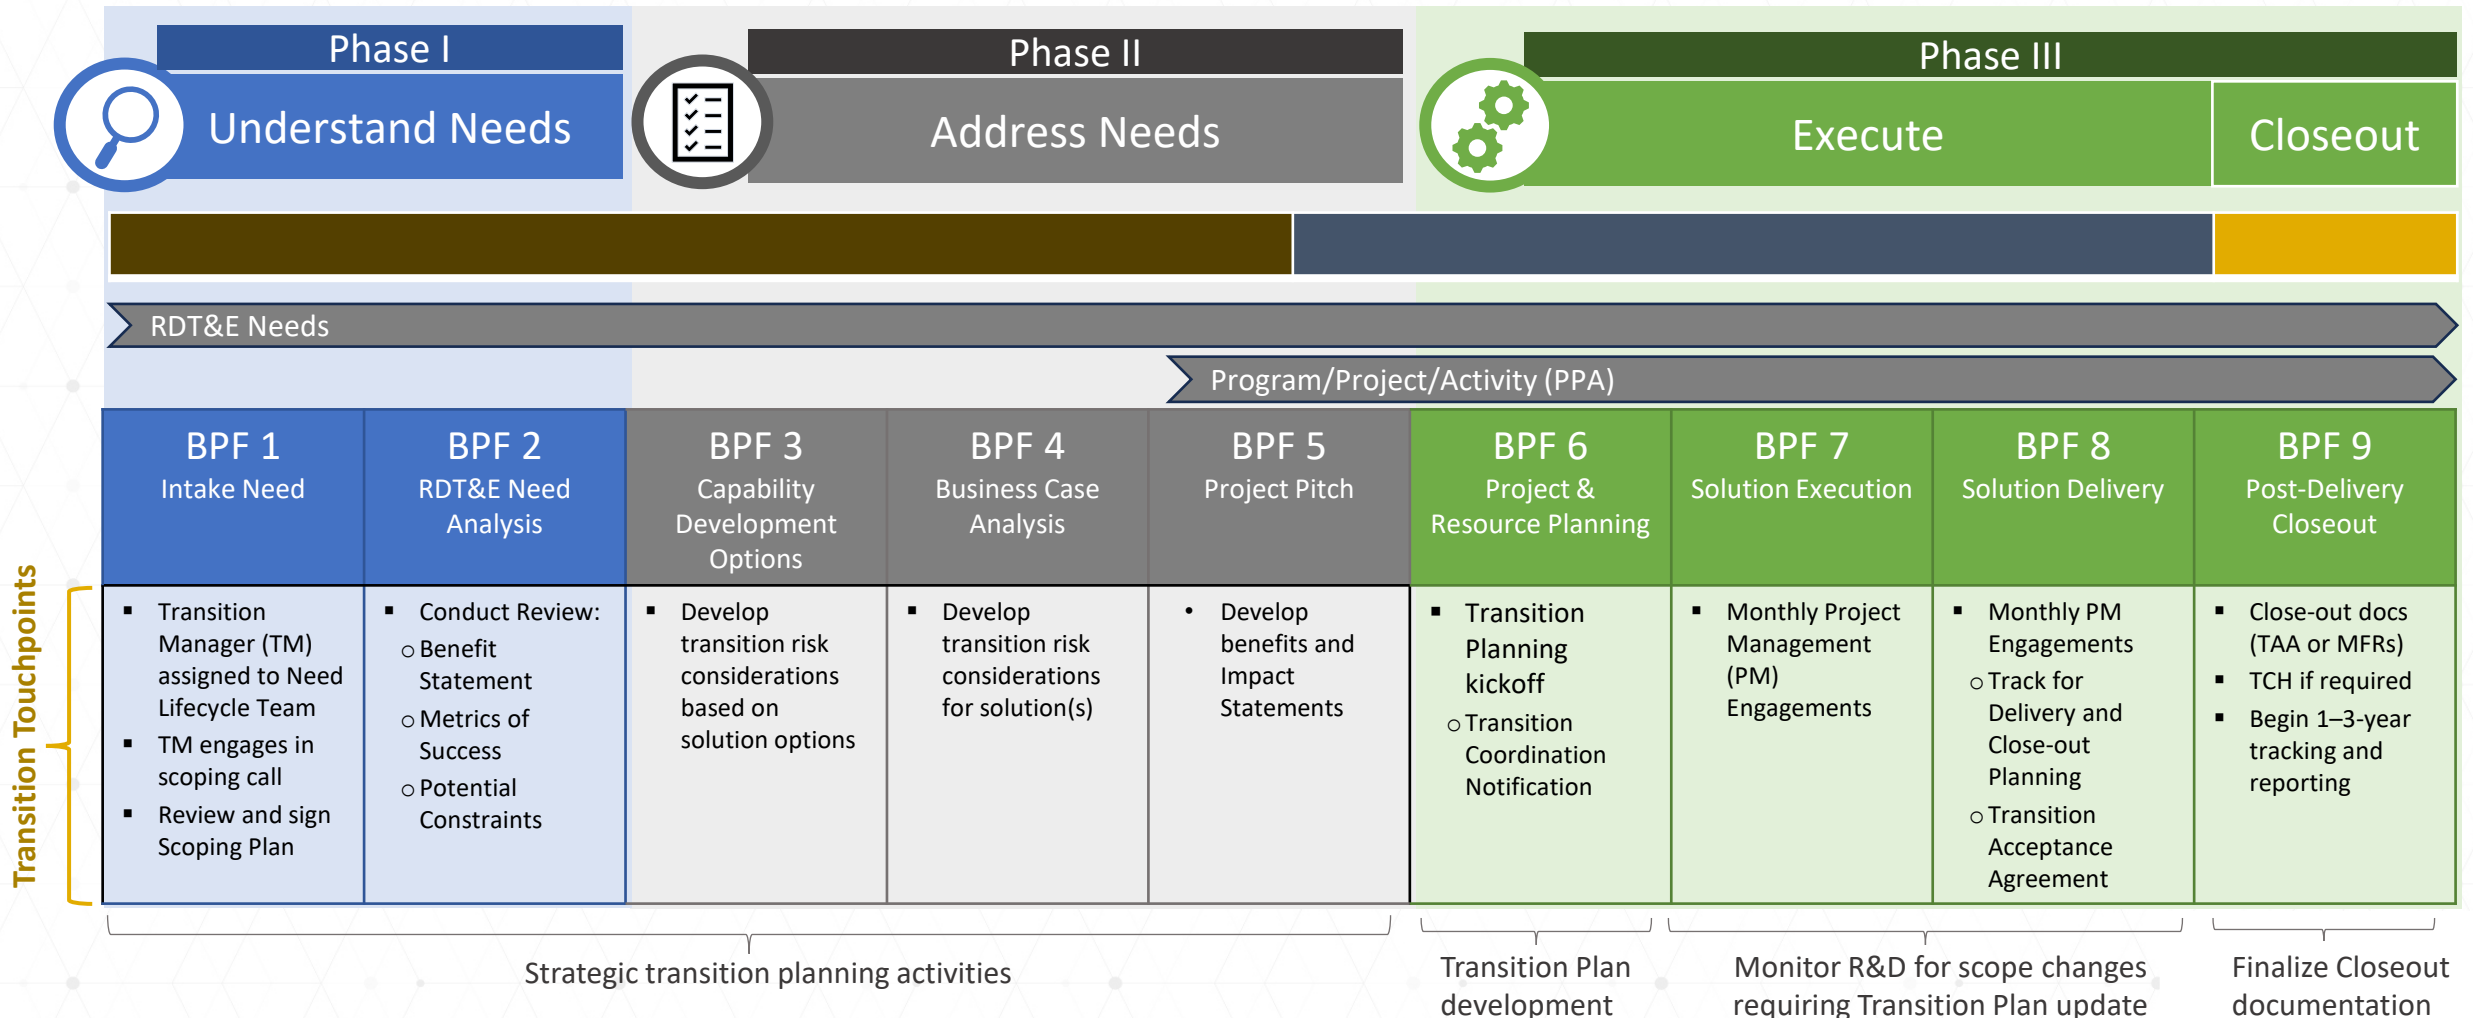 Phase I
Phase II
Phase III
Understand Needs
Address Needs
Execute
Closeout
RDT&E Needs
Program/Project/Activity (PPA)
BPF 1
Intake Need
BPF 2
RDT&E Need
Analysis
BPF 3
Capability
Development
Options
BPF 4
Business Case
Analysis
BPF 5
Project Pitch
BPF 6
Project &
Resource Planning
BPF 7
Solution Execution
BPF 8
Solution Delivery
BPF 9
Post-Delivery
Closeout
Transition Touchpoints
▪ Transition
Manager (TM)
assigned to Need
Lifecycle Team
▪ TM engages in
scoping call
▪ Review and sign
Scoping Plan
▪ Conduct Review:
o Benefit
Statement
o Metrics of
Success
o Potential
Constraints
▪ Develop
transition risk
considerations
based on
solution options
▪ Develop
transition risk
considerations
for solution(s)
• Develop
benefits and
Impact
Statements
▪ Transition
Planning
kickoff
o Transition
Coordination
Notification
▪ Monthly Project
Management
(PM)
Engagements
▪ Monthly PM
Engagements
o Track for
Delivery and
Close-out
Planning
o Transition
Acceptance
Agreement
▪ Close-out docs
(TAA or MFRs)
▪ TCH if required
▪ Begin 1–3-year
tracking and
reporting
Strategic transition planning activities
Transition Plan
development
Monitor R&D for scope changes
requiring Transition Plan update
Finalize Closeout
documentation